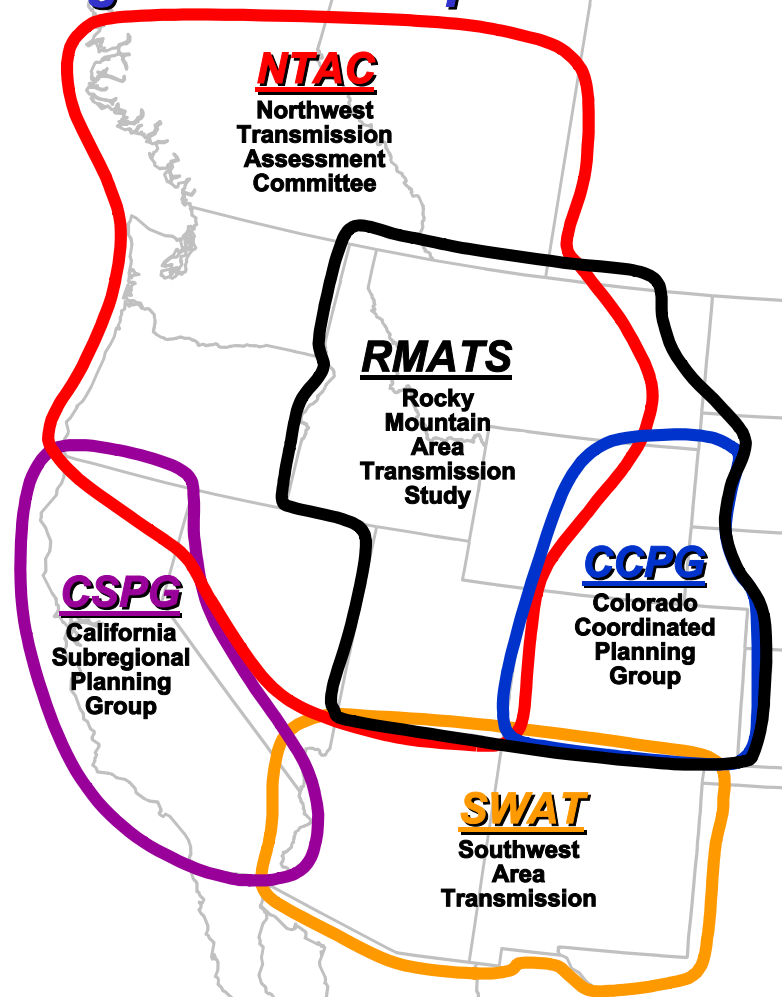 NTAC
Northwest
Transmission
Assessment
Committee
RMATS
Rocky
Mountain
Area
Transmission
Study
CCPG
Colorado
Coordinated
Planning
Group
CSPG
California
Subregional
Planning
Group
SWAT
Southwest
Area
Transmission